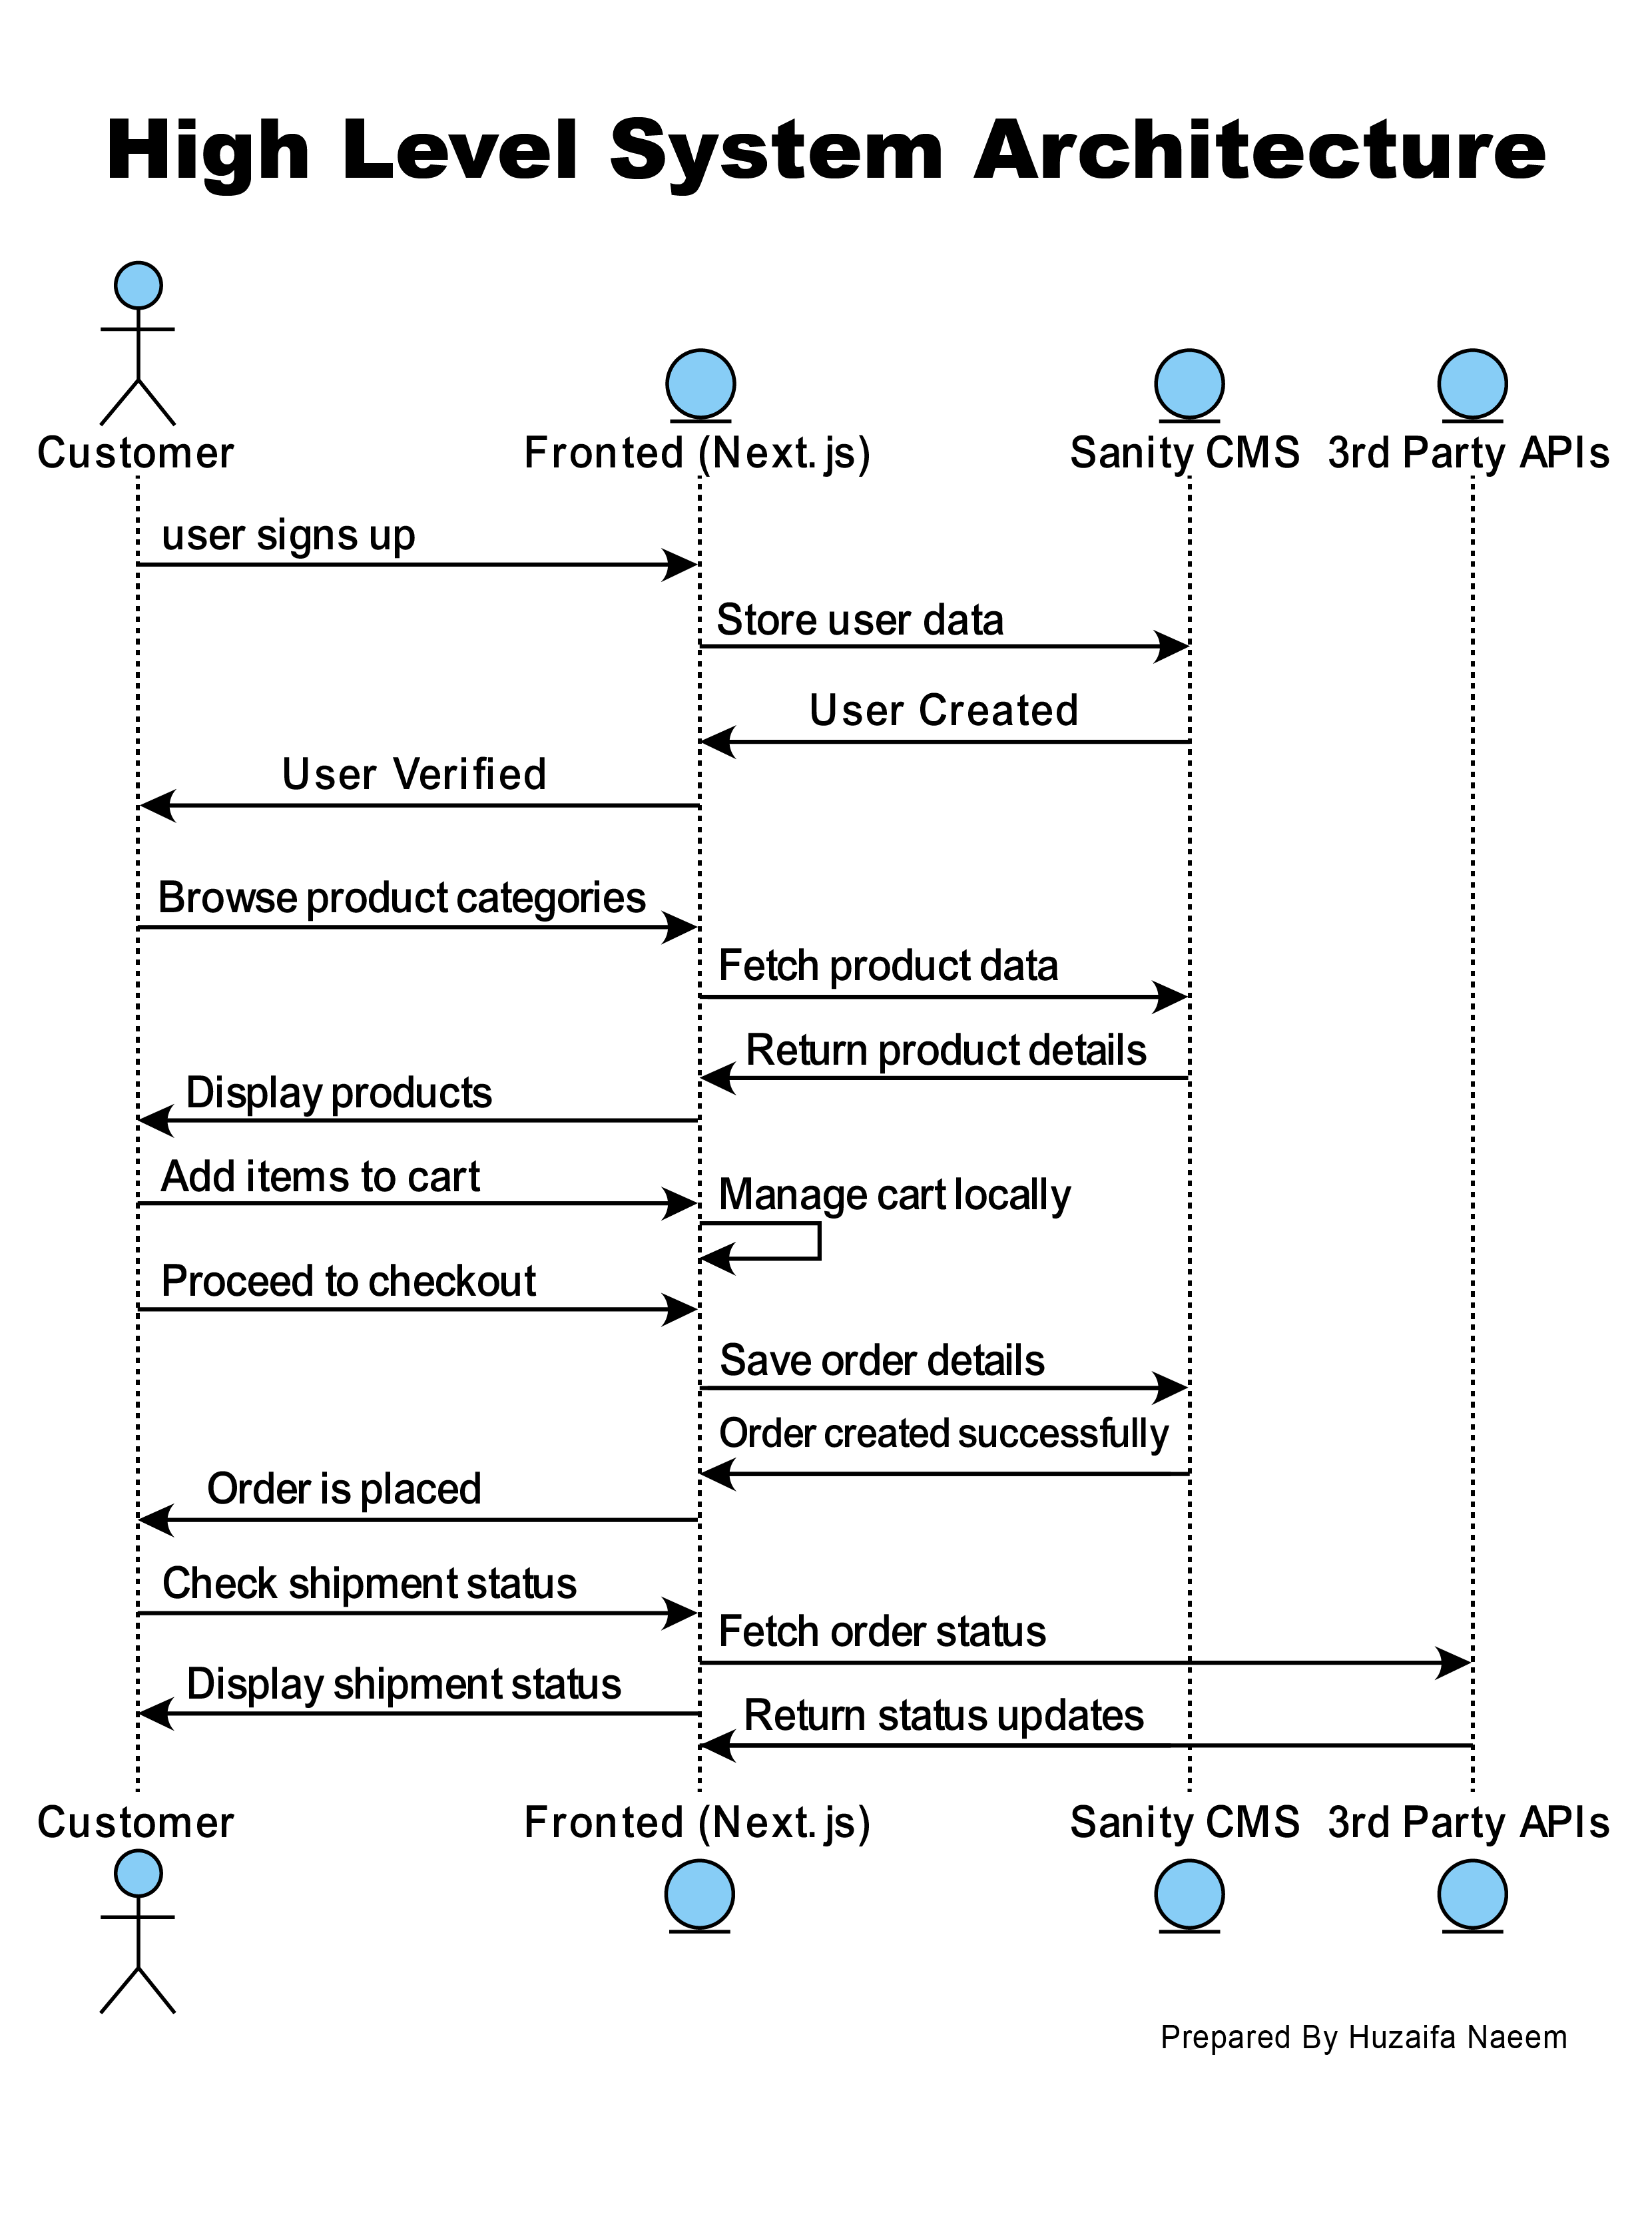 High Level System Architecture
Customer
Fronted (Next.js)
Sanity CMS
3rd Party APIs
user signs up
Store user data
User Created
User Verified
Browse product categories
Fetch product data
Return product details
Display products
Add items to cart
Manage cart locally
Proceed to checkout
Save order details
Order created successfully
Order is placed
Check shipment status
Fetch order status
Display shipment status
Return status updates
Customer
Fronted (Next.js)
Sanity CMS
3rd Party APIs
Prepared By Huzaifa Naeem